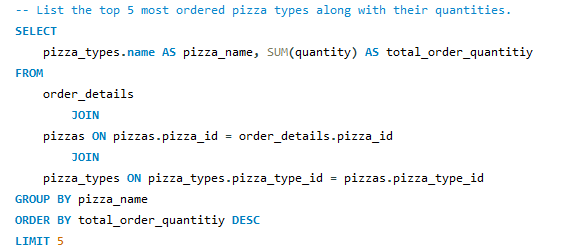 -- List the top 5 most ordered pizza types along with their quantities.
SELECT
pizza_types.name AS pizza_name, SUM(quantity) AS total_order_quantitiy
FROM
order_details
JOIN
pizzas ON pizzas.pizza_id = order_details.pizza_id
JOIN
pizza_types ON pizza_types.pizza_type_id = pizzas.pizza_type_id
GROUP BY pizza_name
ORDER BY total_order_quantitiy DESC
LIMIT 5